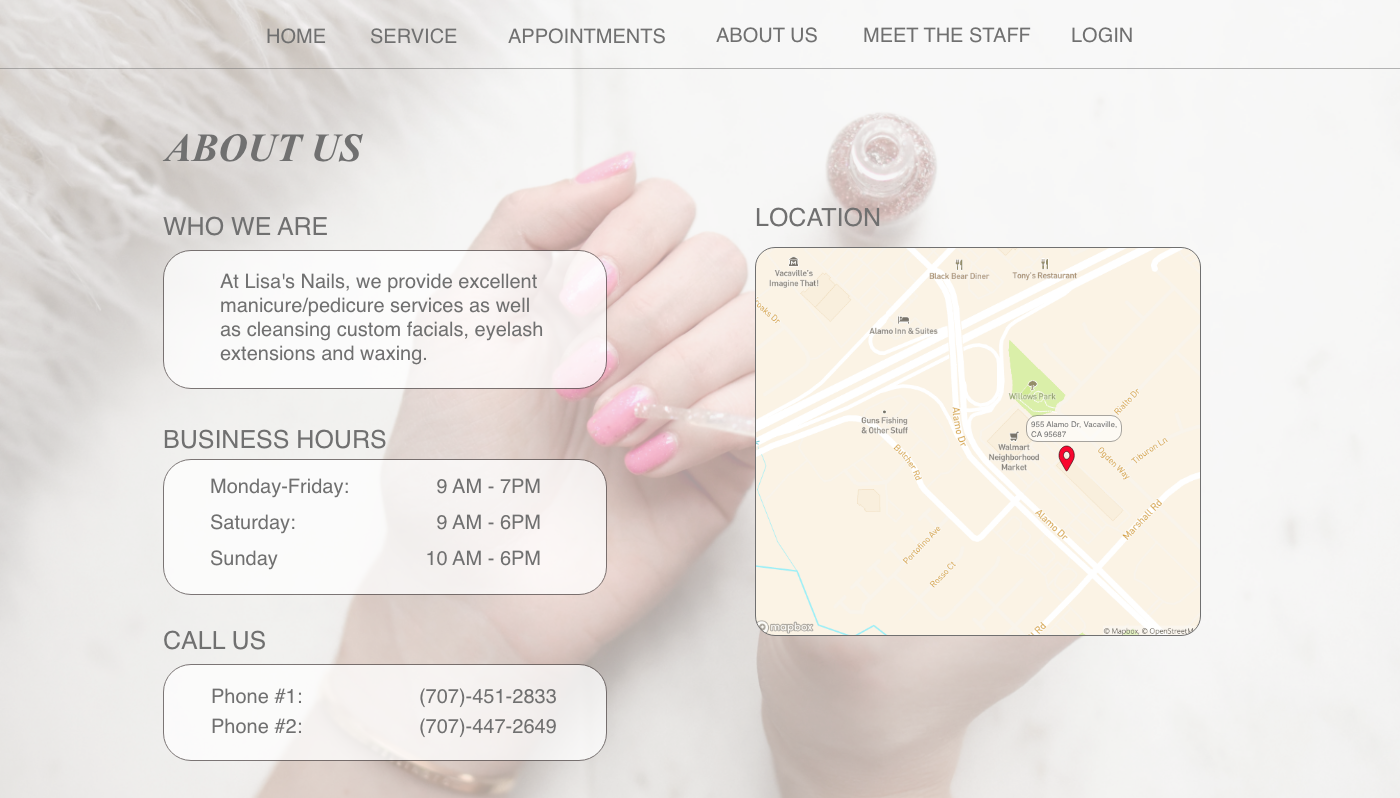 HOME SERVICE APPOINTMENTS ABOUT US MEET THE STAFF LOGIN
ABOUT US
WHO WE ARE
At Lisa's Nails, we provide excellent
manicure/pedicure services as well
as cleansing custom facials, eyelash
extensions and waxing.
BUSINESS HOURS
Monday-Friday: 9 AM - 7PM
Saturday: 9 AM - 6PM
Sunday 10 AM - 6PM
CALL US
Phone #1: (707)-451-2833
Phone #2: (707)-447-2649
LOCATION
Vacaville's
Imagine That!
Black Bear Diner
Tony's Restaurant
oaks Dr
Alamo Inn & Suites
Willows Park
Rialto Dr
Guns Fishing
& Other Stuff
Alamo Dr
955 Alamo Dr, Vacaville,
CA 95687
Walmart
Neighborhood
Market
Butcher Rd
Ogden Way
Tiburon Ln
Alamo Dr
Marshall Rd
Portofino Ave
Rosso Ct
Rd
mapbox
© Mapbox, © OpenStreetM